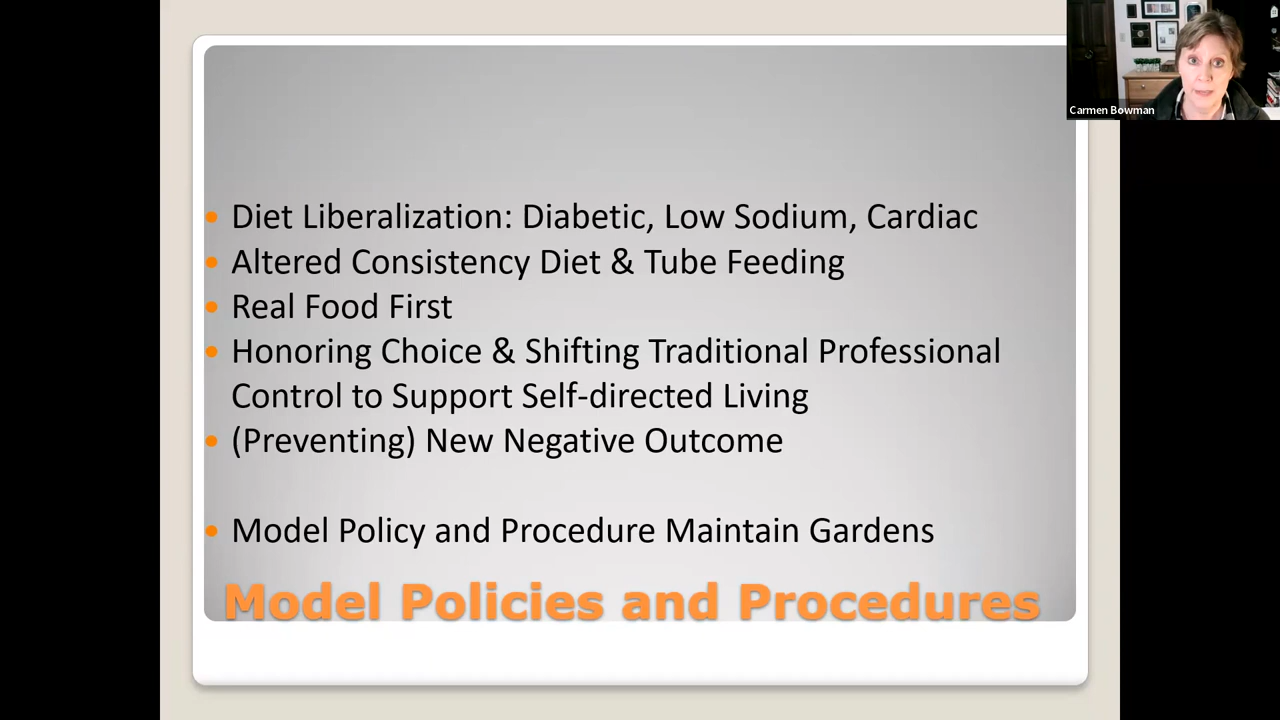 Carmen Bowman
Diet Liberalization: Diabetic, Low Sodium, Cardiac
Altered Consistency Diet & Tube Feeding
Real Food First
Honoring Choice & Shifting Traditional Professional
Control to Support Self-directed Living
(Preventing) New Negative Outcome
Model Policy and Procedure Maintain Gardens
Model Policies and Procedures